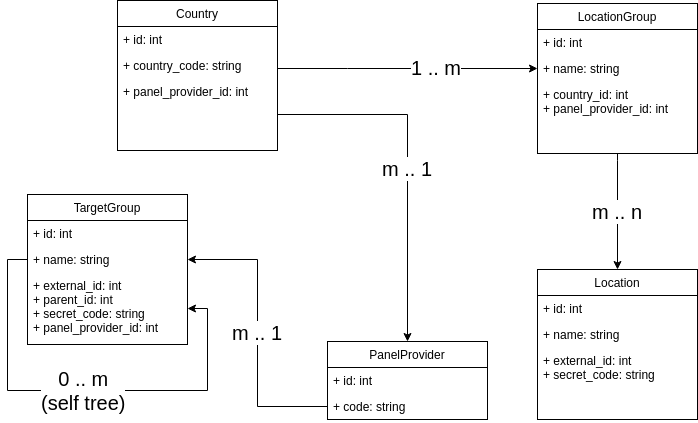 Country
+ id: int
+ country_code: string
+ panel_provider_id: int
1 .. m
LocationGroup
+ id: int
+ name: string
+ country_id: int
+ panel_provider_id: int
m .. 1
m .. n
TargetGroup
+ id: int
+ name: string
+ external_id: int
+ parent_id: int
+ secret_code: string
+ panel_provider_id: int
0 .. m
(self tree)
m .. 1
PanelProvider
+ id: int
+ code: string
Location
+ id: int
+ name: string
+ external_id: int
+ secret_code: string